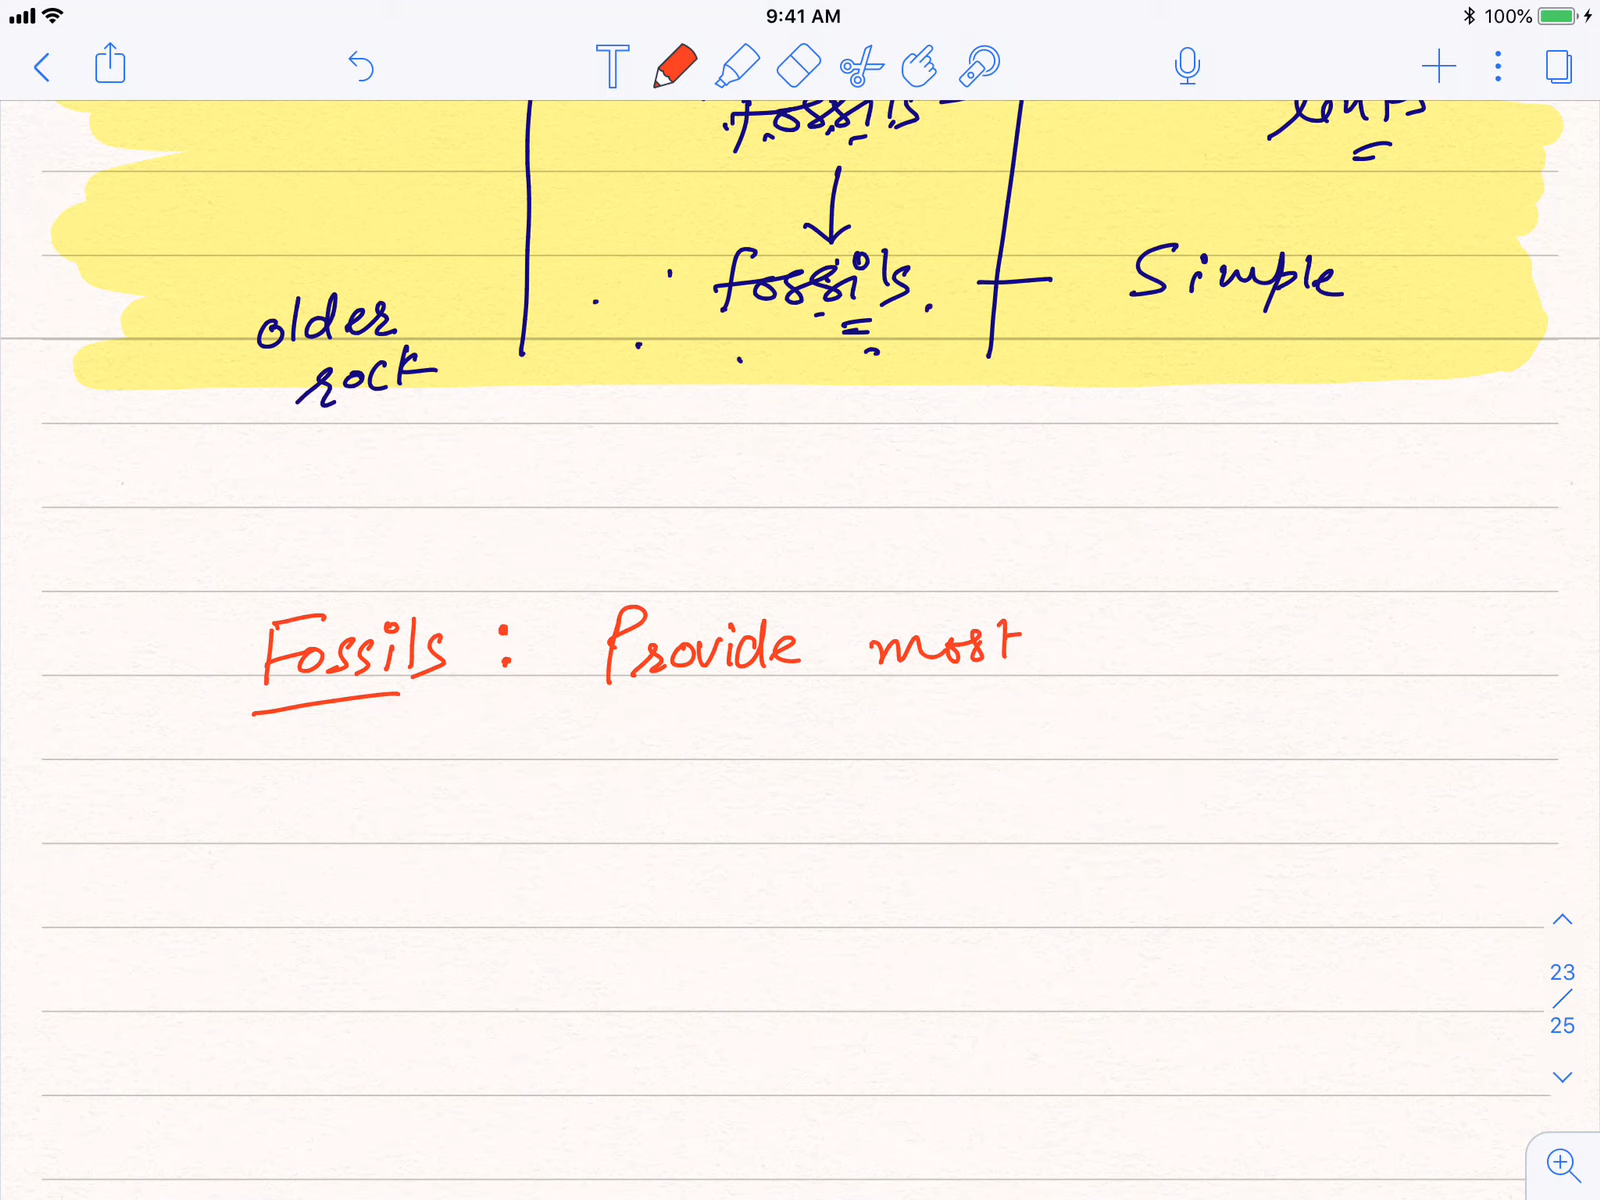 9:41 AM
100%
T
fossils
fossils. Simple
older
rock
Fossils : Provide most
23
25